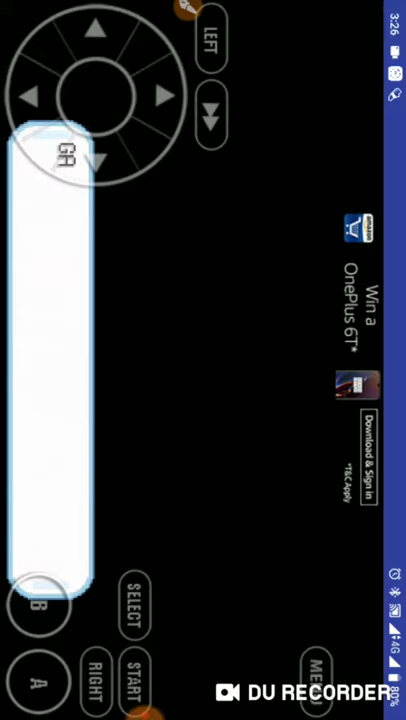 3:26
4G
80%
amazon
Win a
OnePlus 6T*
Download & Sign in
*T&C Apply
LEFT
GA
SELECT
START
RIGHT
MENU
B
A
DU RECORDER